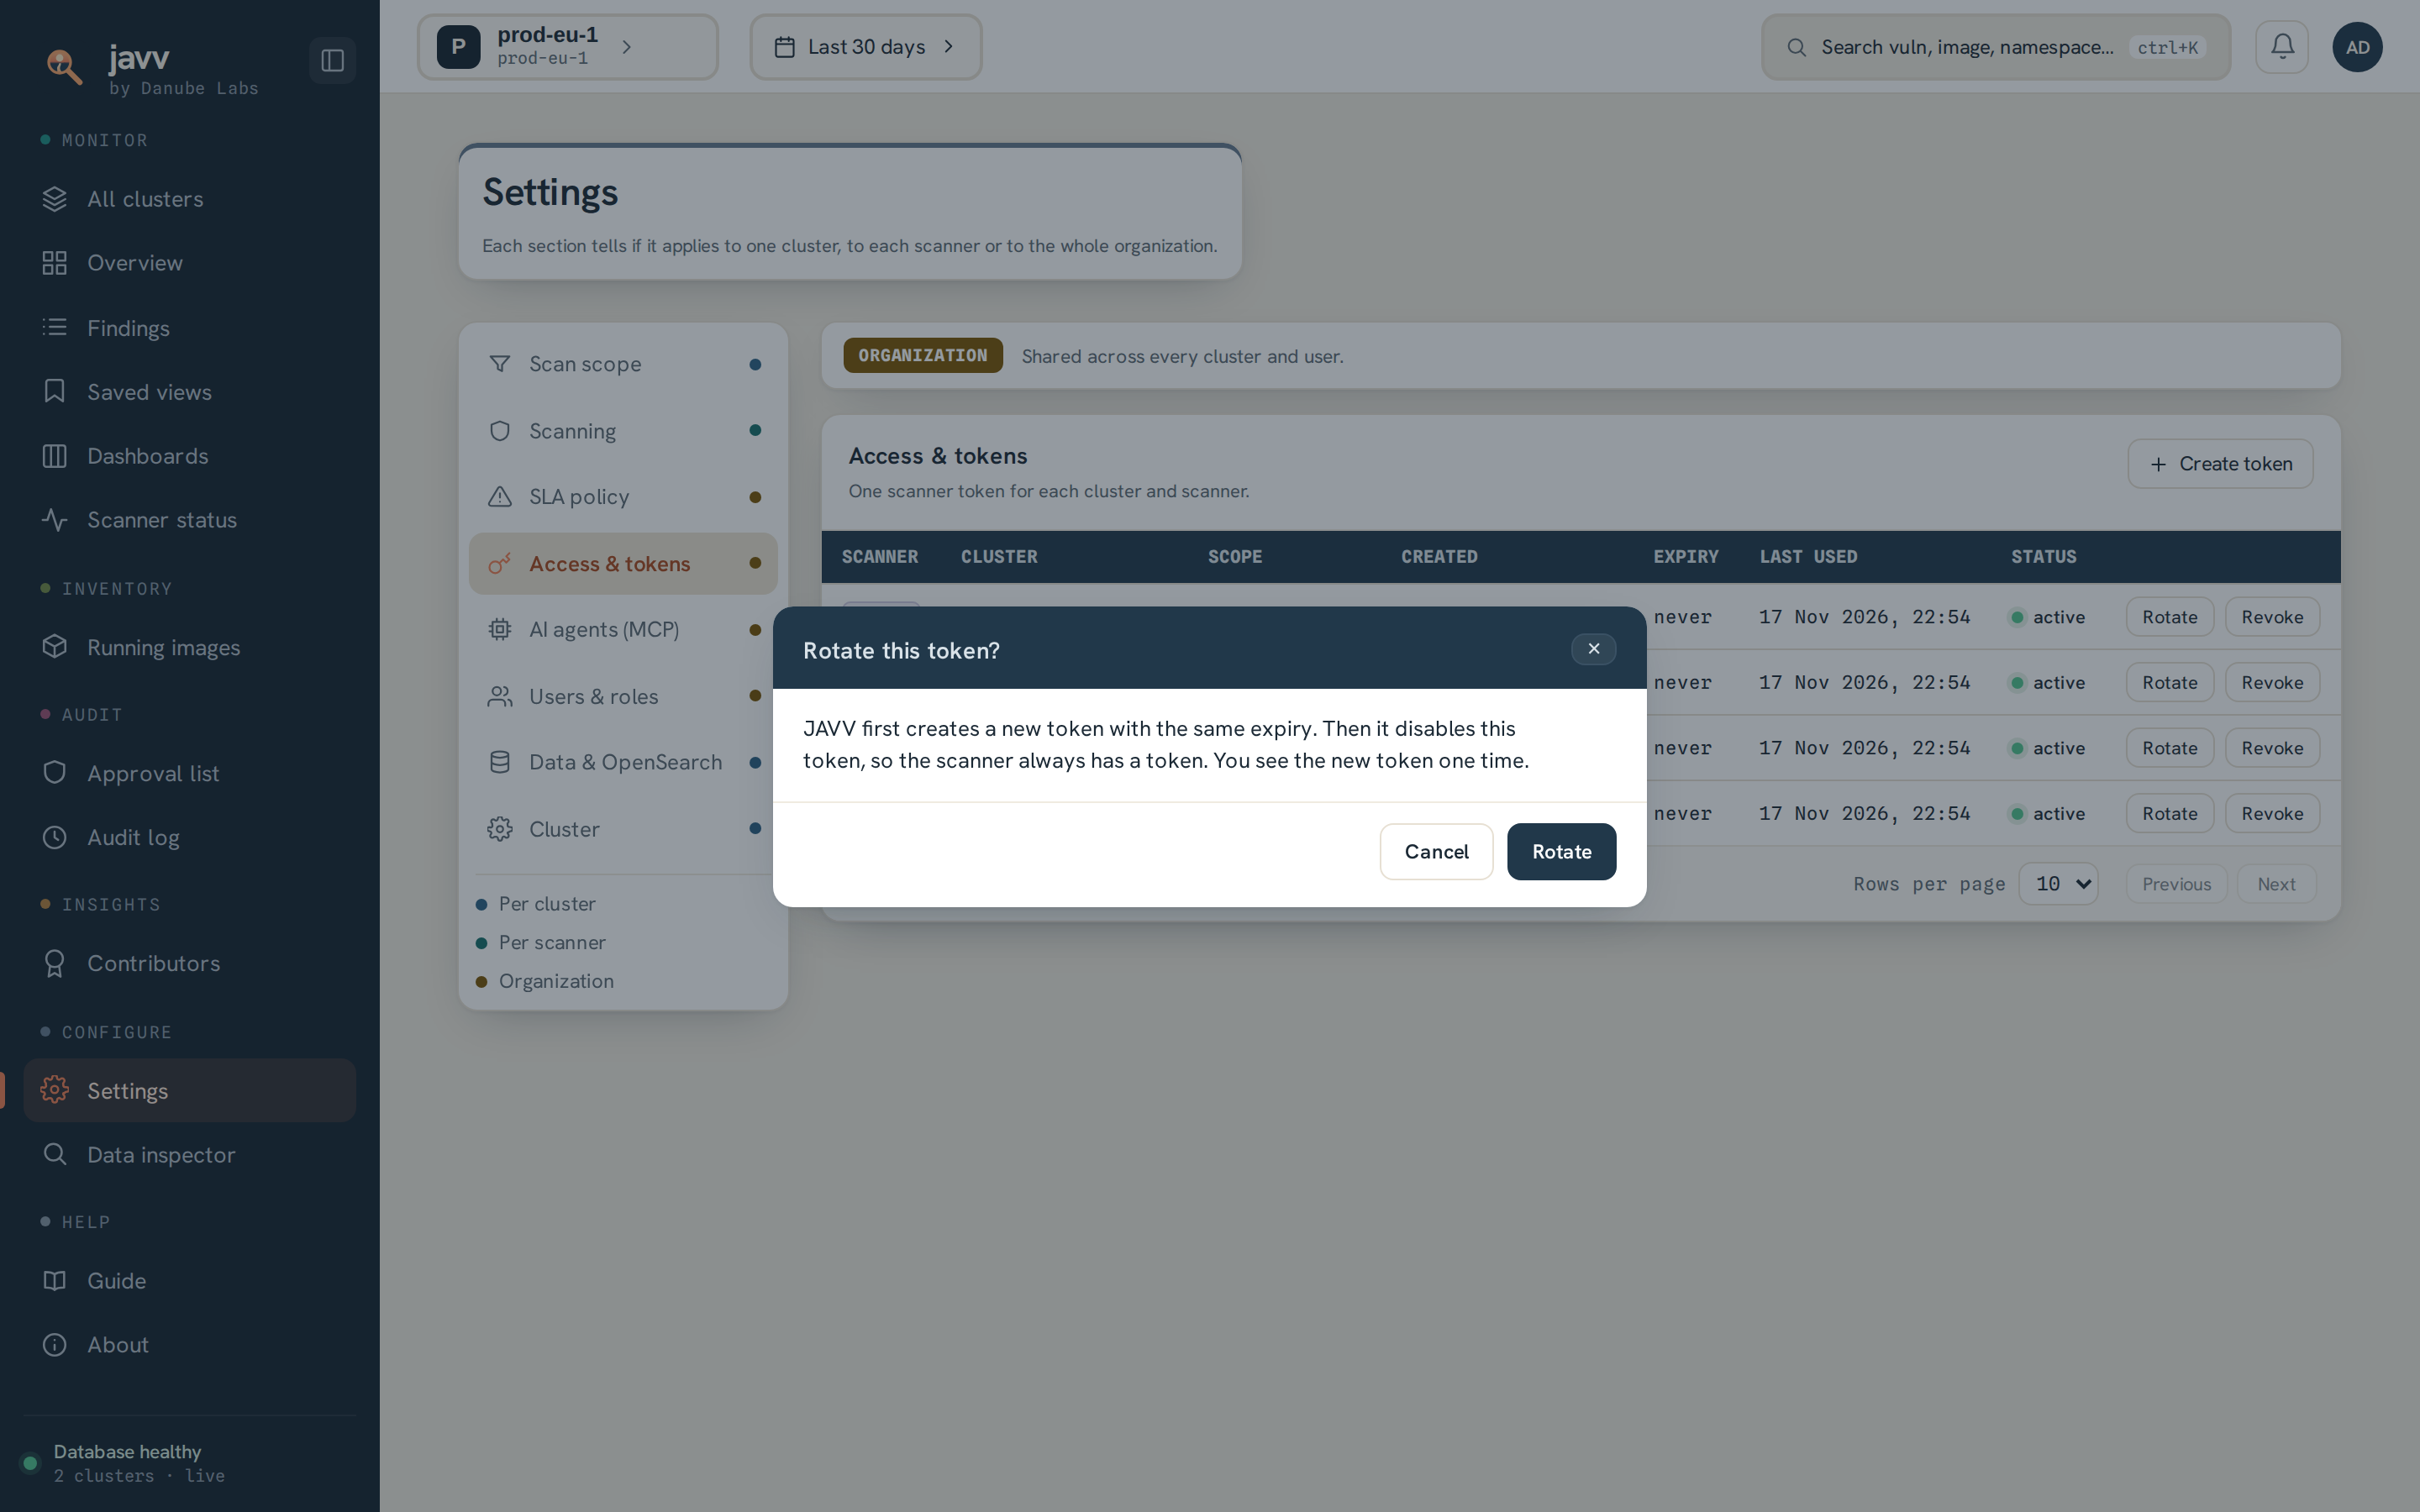 javv
by Danube Labs
MONITOR
All clusters
Overview
Findings
Saved views
Dashboards
Scanner status
INVENTORY
Running images
AUDIT
Approval list
Audit log
INSIGHTS
Contributors
CONFIGURE
Settings
Data inspector
HELP
Guide
About
Database healthy
2 clusters · live
P
prod-eu-1
prod-eu-1
Last 30 days
Search vuln, image, namespace...
ctrl+K
AD
Settings
Each section tells if it applies to one cluster, to each scanner or to the whole organization.
Scan scope
Scanning
SLA policy
Access & tokens
AI agents (MCP)
Users & roles
Data & OpenSearch
Cluster
Per cluster
Per scanner
Organization
ORGANIZATION Shared across every cluster and user.
Access & tokens
One scanner token for each cluster and scanner.
+ Create token
SCANNER CLUSTER SCOPE CREATED EXPIRY LAST USED STATUS
never 17 Nov 2026, 22:54 active Rotate Revoke
never 17 Nov 2026, 22:54 active Rotate Revoke
never 17 Nov 2026, 22:54 active Rotate Revoke
never 17 Nov 2026, 22:54 active Rotate Revoke
Rows per page 10 Previous Next
Rotate this token?
JAVV first creates a new token with the same expiry. Then it disables this
token, so the scanner always has a token. You see the new token one time.
Cancel Rotate